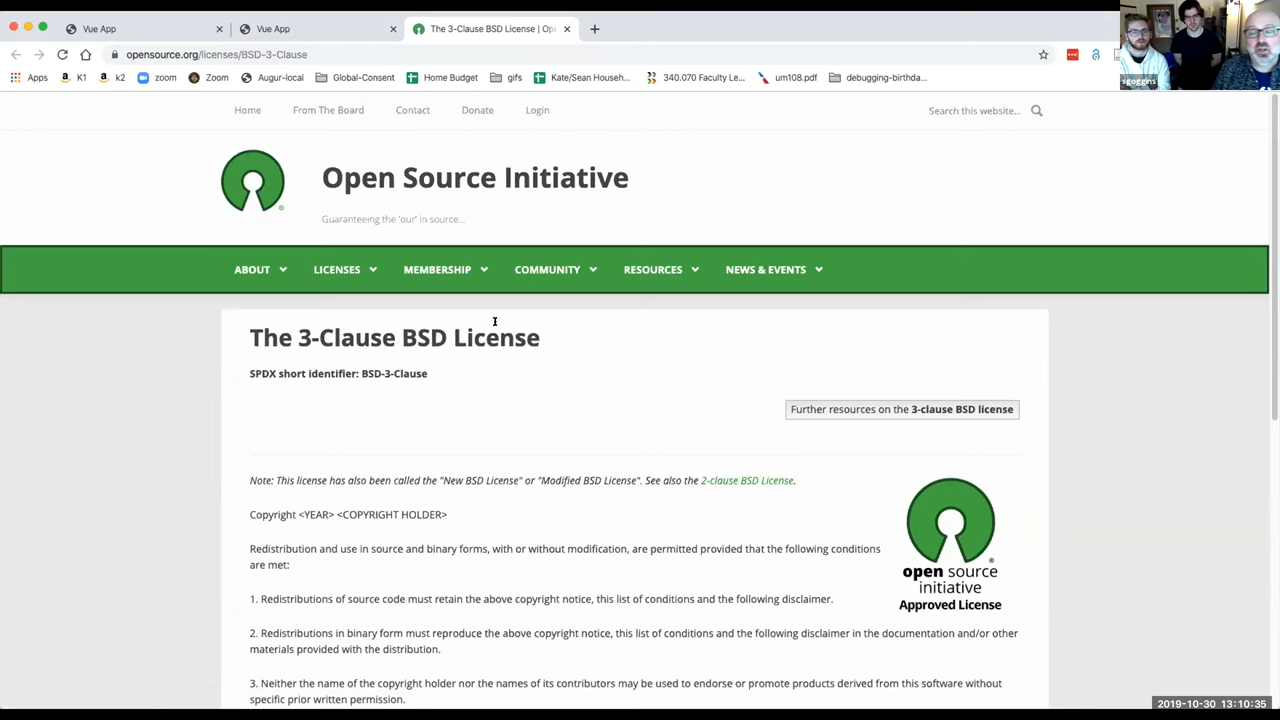 Vue App
Vue App
The 3-Clause BSD License | Op
opensource.org/licenses/BSD-3-Clause
Apps K1 k2 zoom Zoom Augur-local Global-Consent Home Budget gifs Kate/Sean Househ... 340.070 Faculty Le... um108.pdf debugging-birthda...
sgoggins
Home From The Board Contact Donate Login
Search this website...
Open Source Initiative
Guaranteeing the 'our' in source...
ABOUT LICENSES MEMBERSHIP COMMUNITY RESOURCES NEWS & EVENTS
The 3-Clause BSD License
SPDX short identifier: BSD-3-Clause
Further resources on the 3-clause BSD license
Note: This license has also been called the "New BSD License" or "Modified BSD License". See also the 2-clause BSD License.
Copyright <YEAR> <COPYRIGHT HOLDER>
Redistribution and use in source and binary forms, with or without modification, are permitted provided that the following conditions
are met:
open source
initiative
Approved License
1. Redistributions of source code must retain the above copyright notice, this list of conditions and the following disclaimer.
2. Redistributions in binary form must reproduce the above copyright notice, this list of conditions and the following disclaimer in the documentation and/or other
materials provided with the distribution.
3. Neither the name of the copyright holder nor the names of its contributors may be used to endorse or promote products derived from this software without
specific prior written permission.
2019-10-30 13:10:35